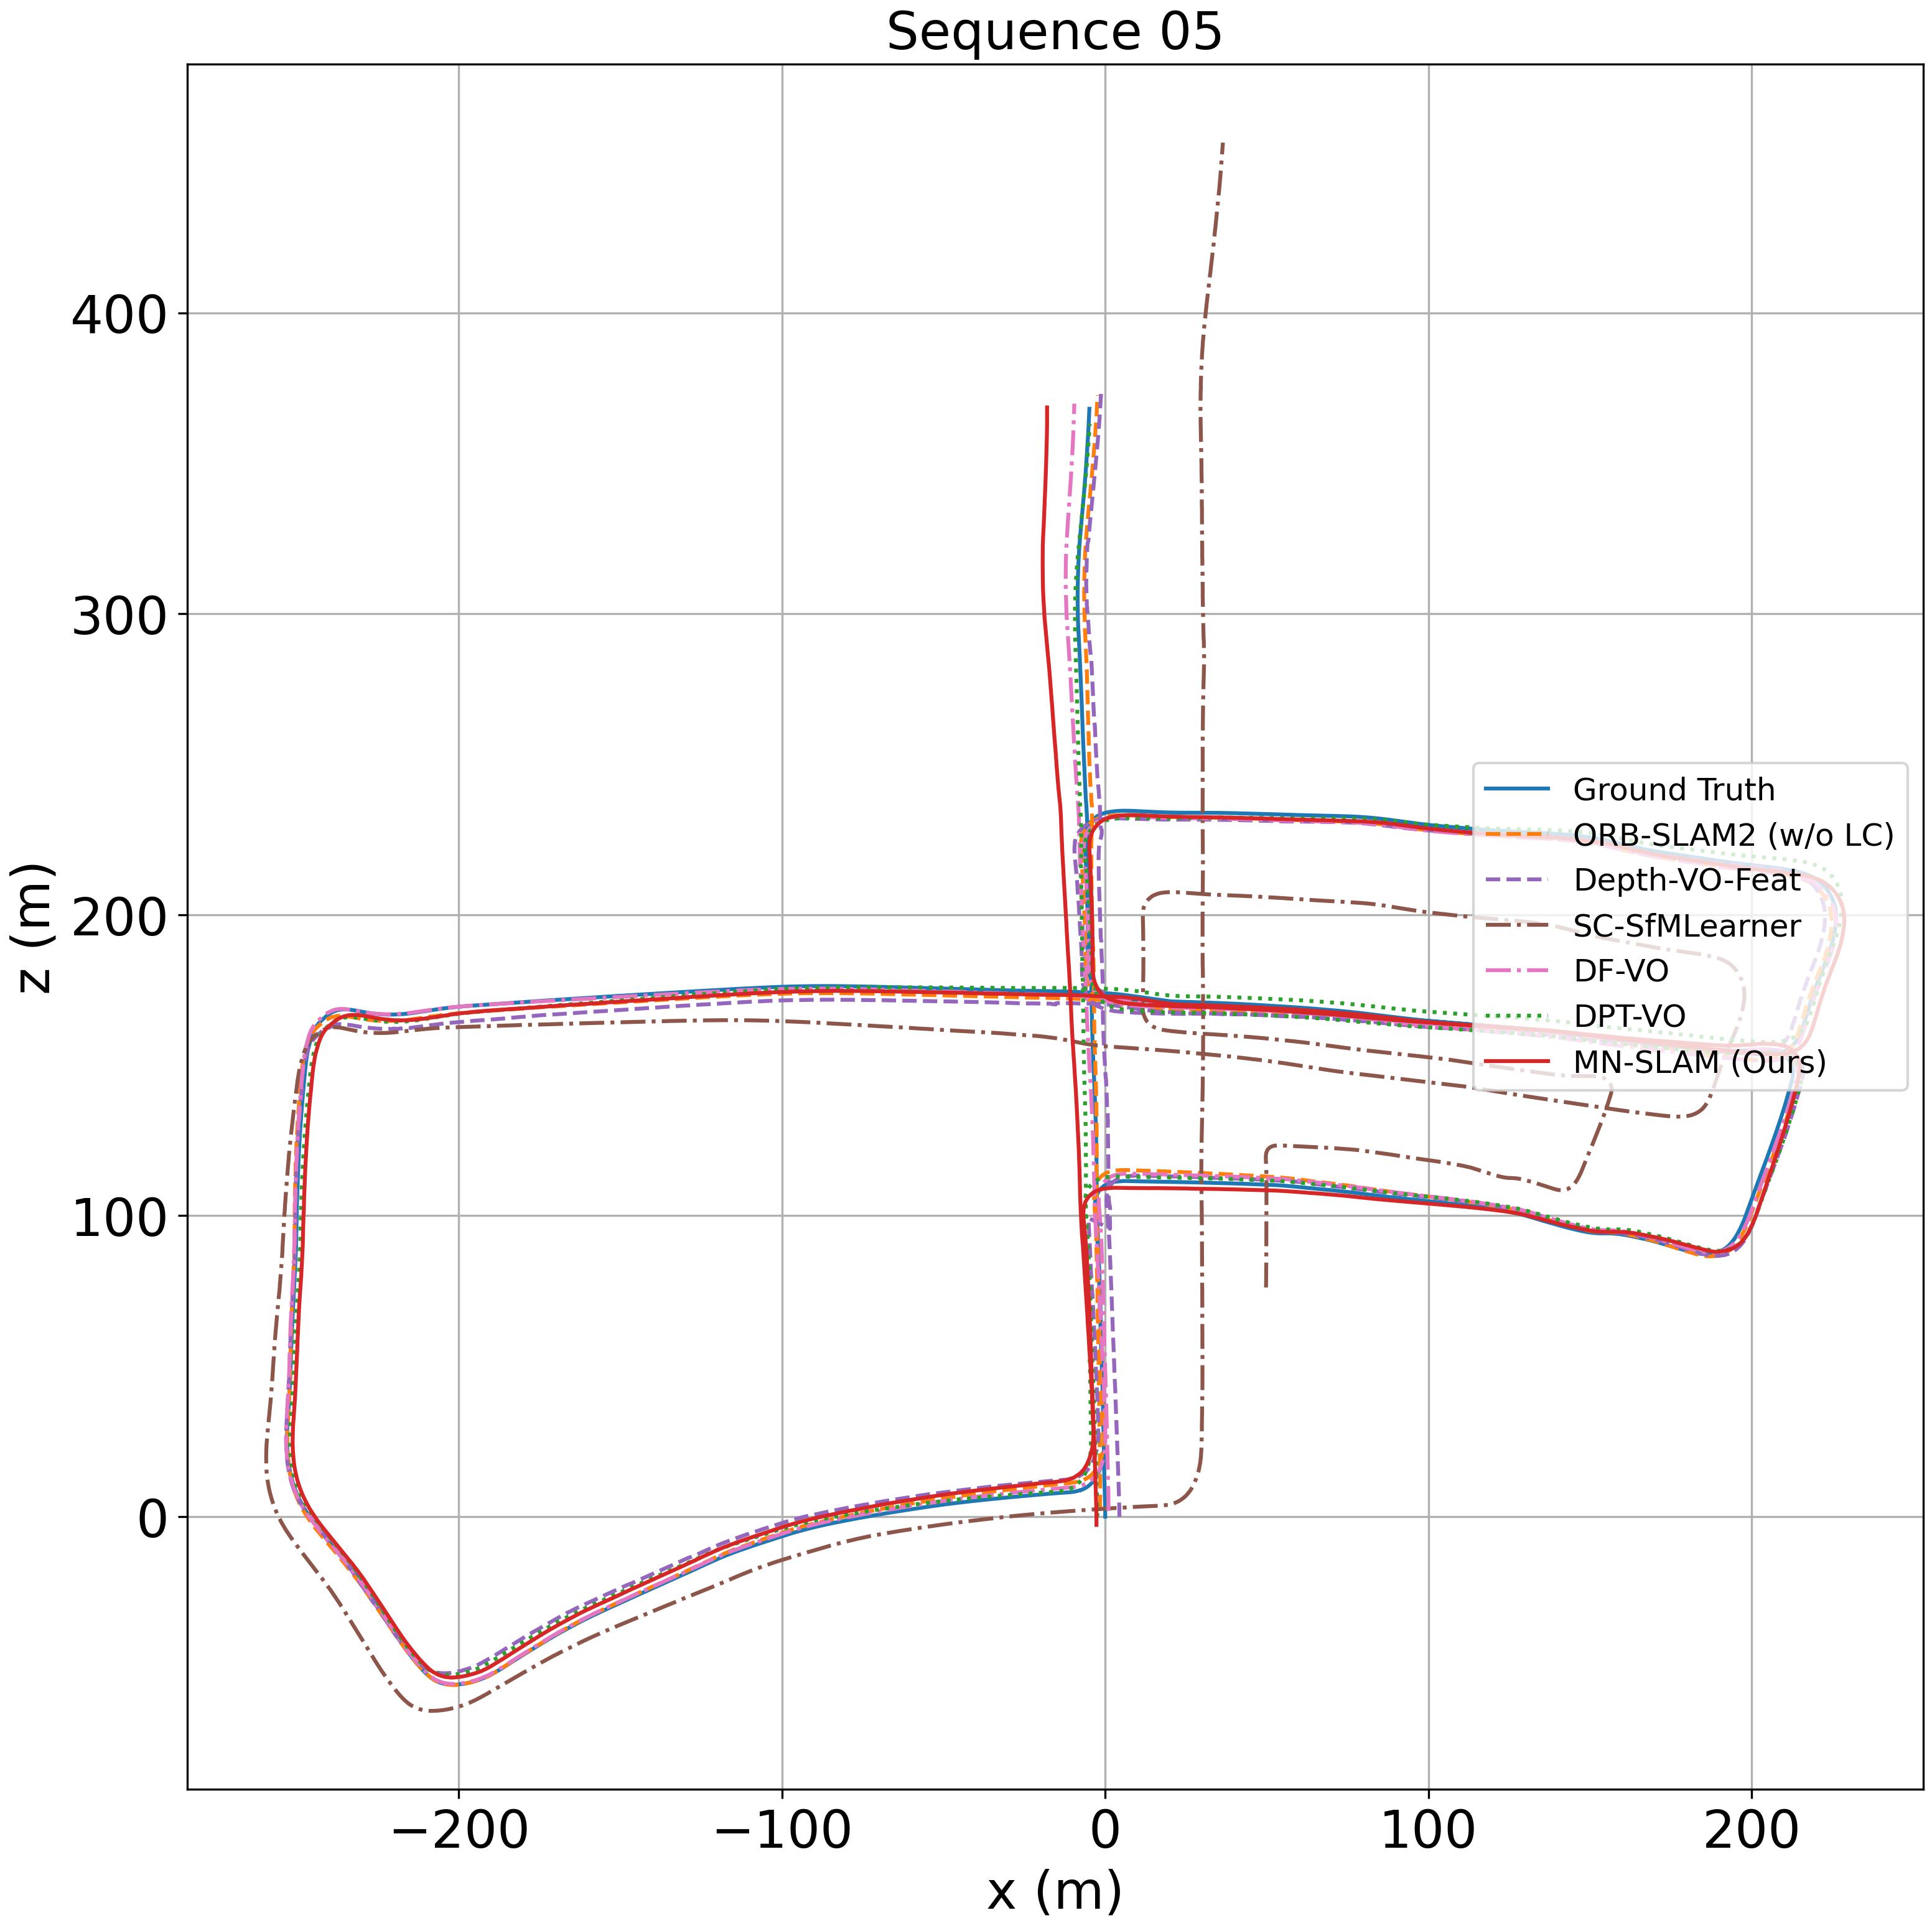 Sequence 05
z (m)
400
300
200
100
0
Ground Truth
ORB-SLAM2 (w/o LC)
Depth-VO-Feat
SC-SfMLearner
DF-VO
DPT-VO
MN-SLAM (Ours)
−200
−100
0
100
200
x (m)